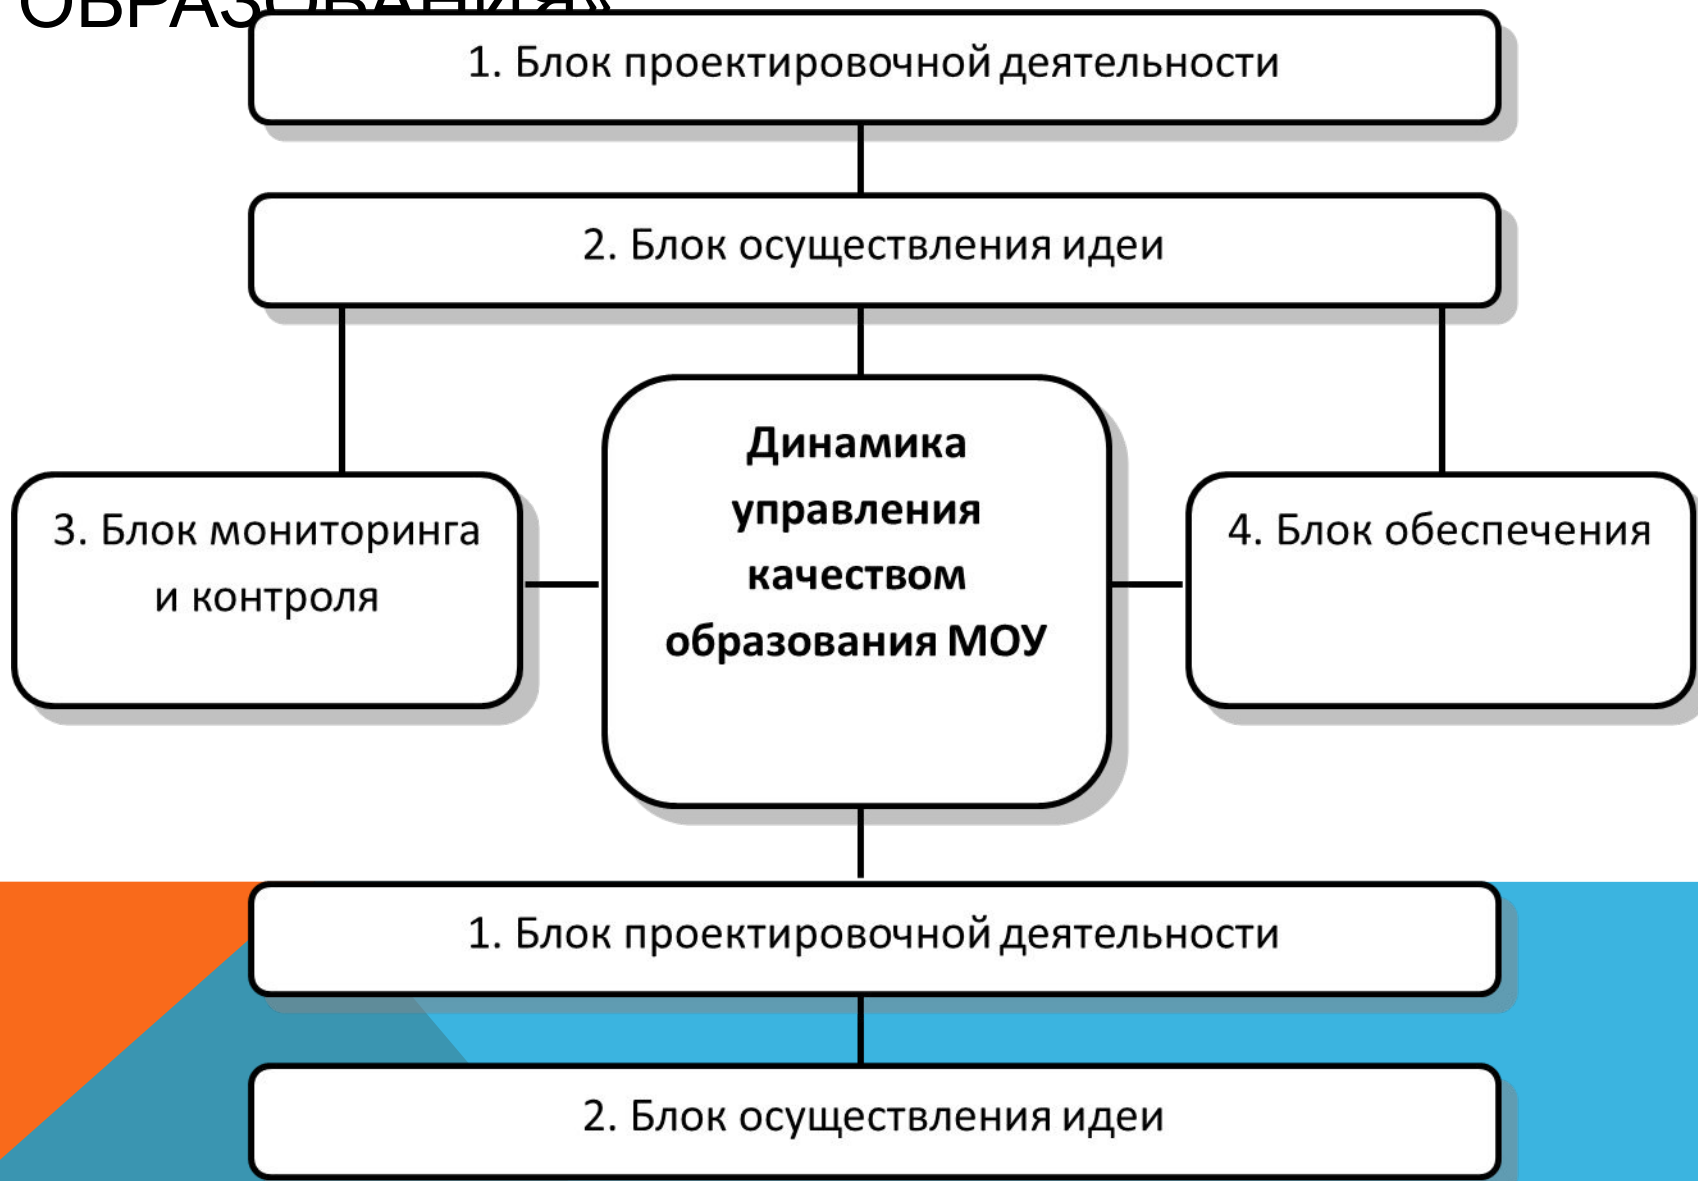 ОБРАЗОВАНИЯ»
1. Блок проектировочной деятельности
2. Блок осуществления идеи
3. Блок мониторинга
и контроля
Динамика
управления
качеством
образования МОУ
4. Блок обеспечения
1. Блок проектировочной деятельности
2. Блок осуществления идеи